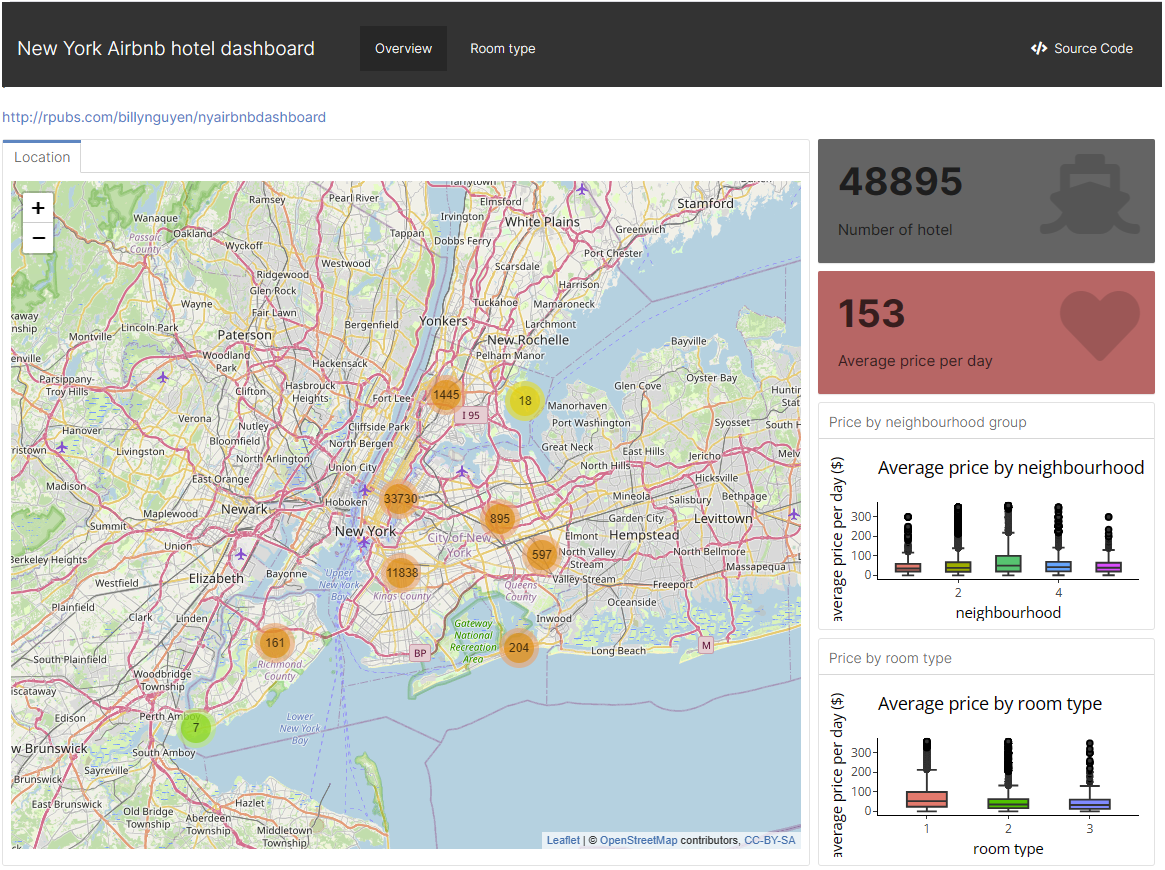 New York Airbnb hotel dashboard
Overview
Room type
Source Code
http://rpubs.com/billynguyen/nyairbnbdashboard
Location
+
−
Tarrytown
Ramsey
Pearl River
Elmsford
Stamford
Wanaque
Irvington
White Plains
Oakland
Passaic County
Wyckoff
Tappan
Dobbs Ferry
Greenwich
Port Chester
Westwood
Scarsdale
Ridgewood
Glen Rock
Harrison
Wayne
Fair Lawn
Tuckahoe
Mamaroneck
Lincoln Park
Paterson
Bergenfield
Yonkers
Larchmont
Montville
New Rochelle
Bayville
Woodland Park
Hackensack
Pelham Manor
Parsippany-Troy Hills
Clifton
Hasbrouck Heights
Fort Lee
1445
18
Glen Cove
Oyster Bay
Manorhaven
I 95
Verona
Nutley
Cliffside Park
Port Washington
Syosset
Hanover
Bloomfield
North Bergen
Great Neck
East Hills
Jericho
Livingston
North Arlington
Union City
North Hills
Hicksville
East Orange
Madison
Hoboken
33730
Mineola
Salisbury
Bethpage
Newark
895
Garden City
Levittown
Maplewood
Summit
New York
City of New York
Elmont
Hempstead
Union
597
North Valley Stream
North Bellmore
Berkeley Heights
Elizabeth
Bayonne
Upper New York Bay
11838
Valley Stream
Massapequa
Westfield
Kings County
Queens County
Freeport
Plainfield
Clark
Linden
Oceanside
Inwood
Gateway National Recreation Area
161
204
M
BP
Long Beach
South Plainfield
Richmond County
Woodbridge Township
Perth Amboy
7
Lower New York Bay
Edison
New Brunswick
South Amboy
Sayreville
East Brunswick
Hazlet
Old Bridge Township
Aberdeen Township
Middletown Township
Leaflet | © OpenStreetMap contributors, CC-BY-SA
48895
Number of hotel
153
Average price per day
Price by neighbourhood group
Average price by neighbourhood
average price per day ($)
300
200
100
0
2
4
neighbourhood
Price by room type
Average price by room type
average price per day ($)
300
200
100
0
1
2
3
room type